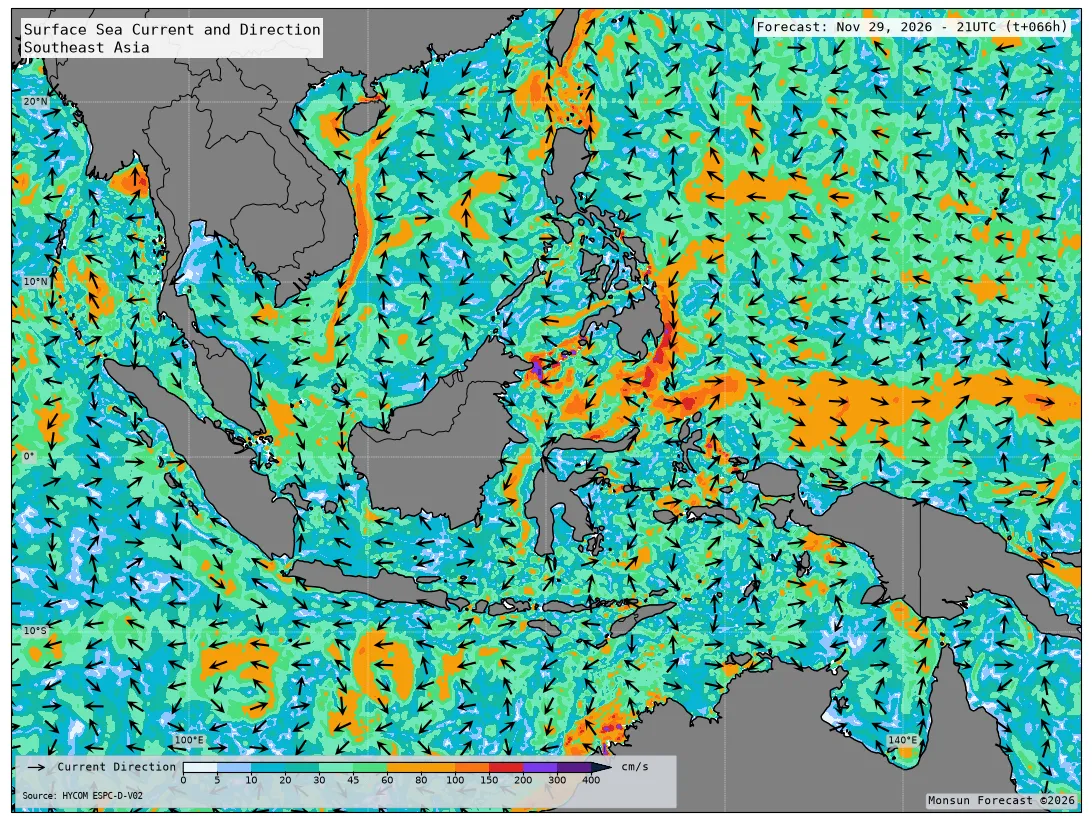 Surface Sea Current and Direction
Southeast Asia
Forecast: Nov 29, 2026 - 21UTC (t+066h)
20°N
10°N
0°
10°S
100°E
140°E
Current Direction
0 5 10 20 30 45 60 80 100 150 200 300 400
cm/s
Source: HYCOM ESPC-D-V02
Monsun Forecast ©2026